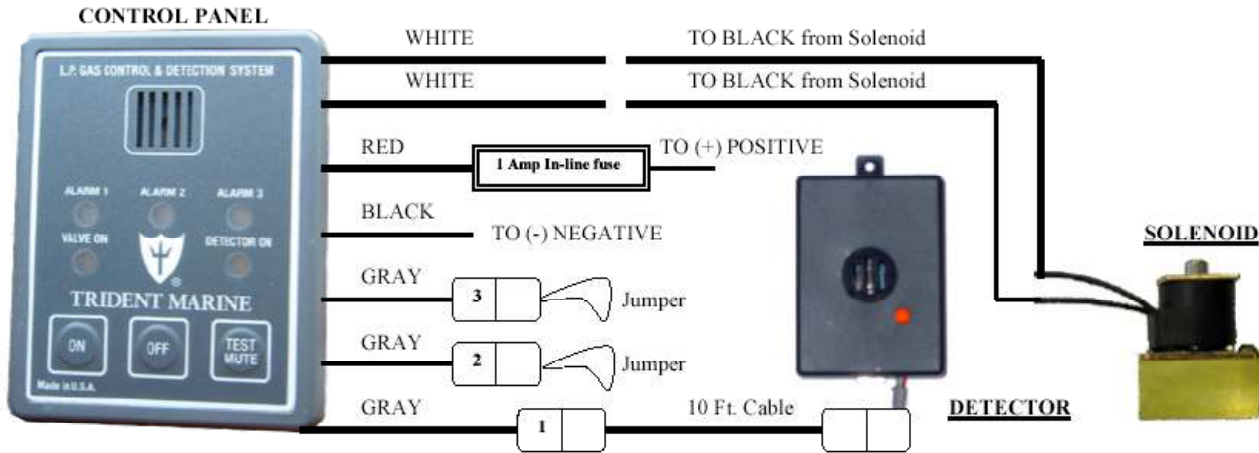 CONTROL PANEL
L.P. GAS CONTROL & DETECTION SYSTEM
ALARM 1 ALARM 2 ALARM 3
VALVE ON DETECTOR ON
®
TRIDENT MARINE
ON OFF TEST MUTE
Made in U.S.A.
WHITE TO BLACK from Solenoid
WHITE TO BLACK from Solenoid
RED 1 Amp In-line fuse TO (+) POSITIVE
BLACK TO (-) NEGATIVE
GRAY 3 Jumper
GRAY 2 Jumper
GRAY 1 10 Ft. Cable
DETECTOR
SOLENOID